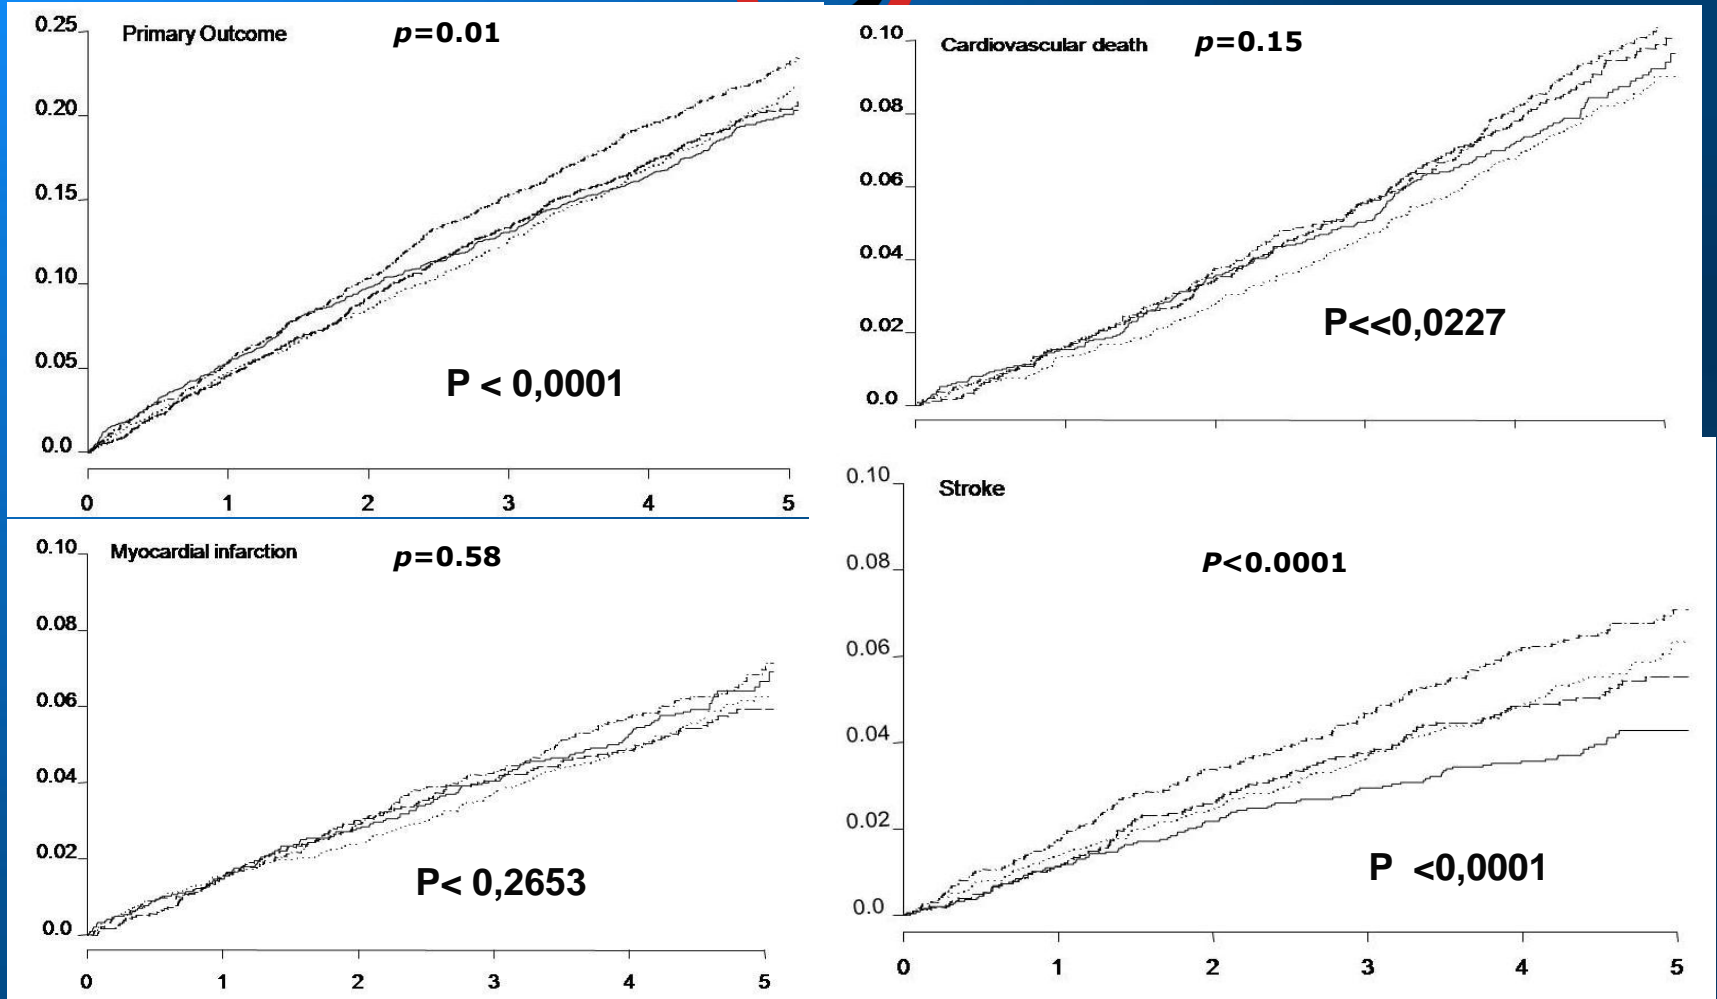 Primary Outcome
p=0.01
0.25
0.20
0.15
0.10
0.05
0.0
P < 0,0001
0 1 2 3 4 5
Cardiovascular death
p=0.15
0.10
0.08
0.06
0.04
0.02
0.0
P<<0,0227
Myocardial infarction
p=0.58
0.10
0.08
0.06
0.04
0.02
0.0
P< 0,2653
0 1 2 3 4 5
Stroke
P<0.0001
0.10
0.08
0.06
0.04
0.02
0.0
P <0,0001
0 1 2 3 4 5